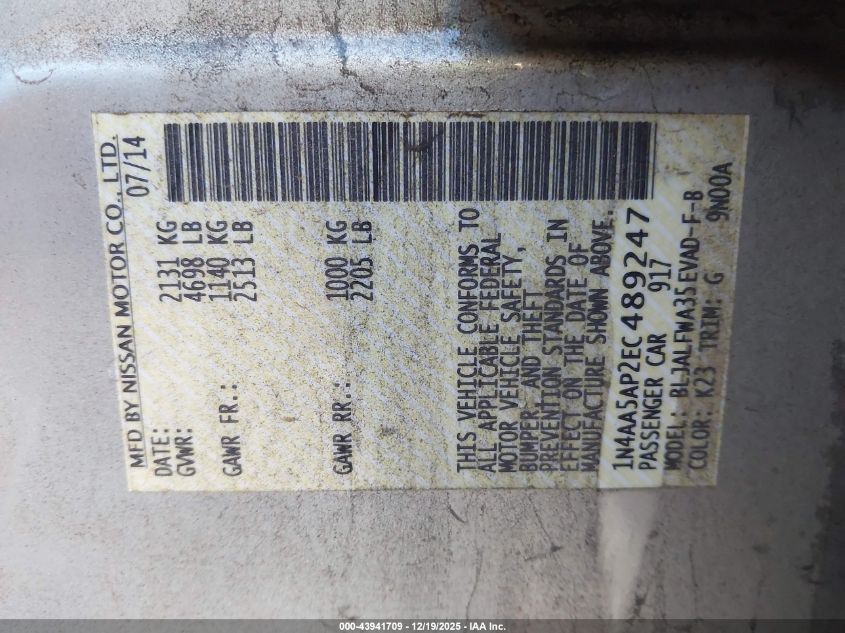 MFD BY NISSAN MOTOR CO., LTD.
DATE: 07/14
GVWR: 2131 KG
4698 LB
GAWR FR.: 1140 KG
2513 LB
GAWR RR.: 1000 KG
2205 LB
THIS VEHICLE CONFORMS TO
ALL APPLICABLE FEDERAL
MOTOR VEHICLE SAFETY,
BUMPER AND THEFT
PREVENTION STANDARDS IN
EFFECT ON THE DATE OF
MANUFACTURE SHOWN ABOVE.
1N4AA5AP2EC489247
PASSENGER CAR 917
MODEL: BLJALFWA35EVAD-F-B
COLOR: K23 TRIM: G 9N00A
000-43941709 - 12/19/2025 - IAA Inc.